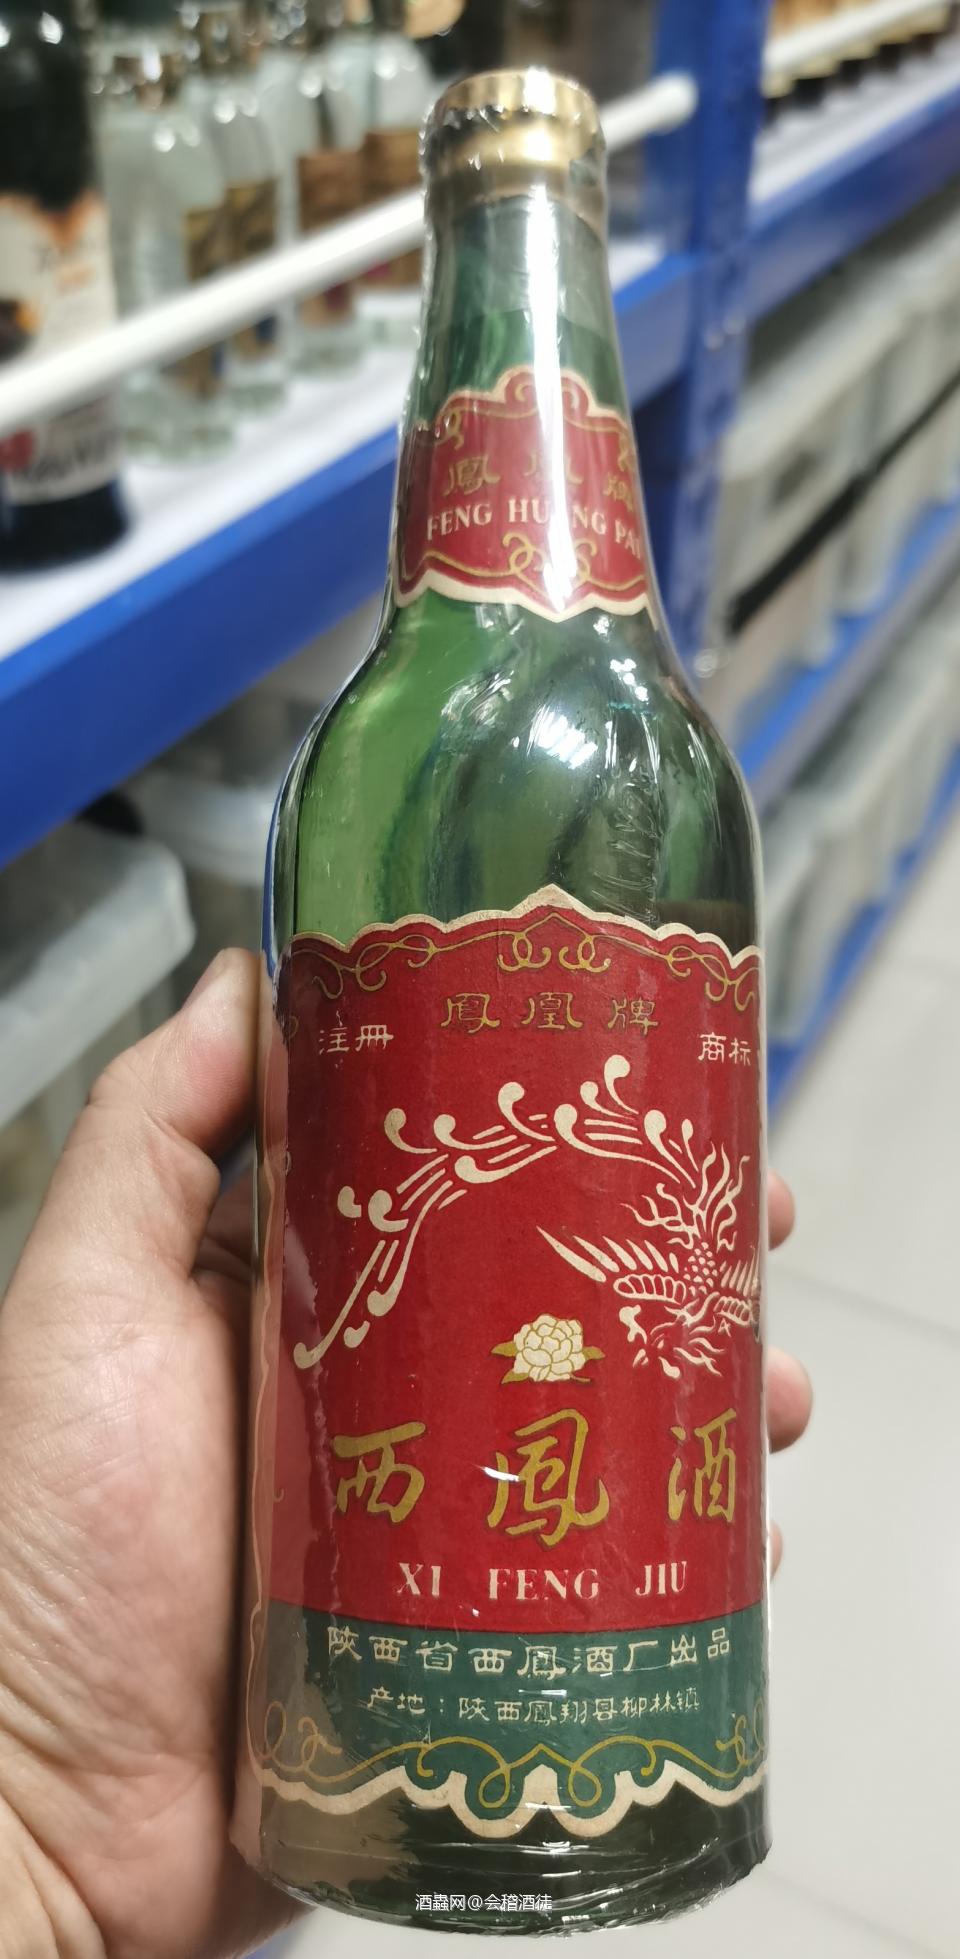 鳳凰牌
FENG HUANG PAI
鳳凰牌
注冊 商标
西鳳酒
XI FENG JIU
陝西省西鳳酒厂出品
产地：陝西鳳翔县柳林镇
酒蟲网@会稽酒徒